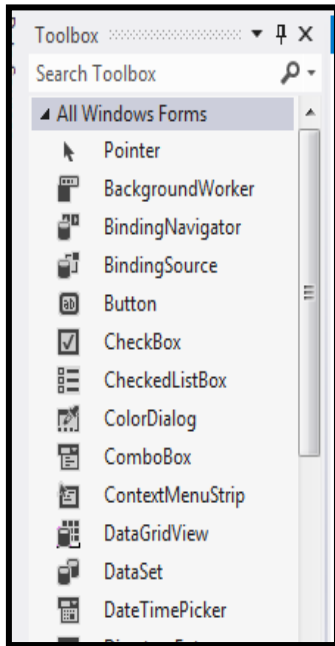 Toolbox
Search Toolbox
All Windows Forms
Pointer
BackgroundWorker
BindingNavigator
BindingSource
Button
CheckBox
CheckedListBox
ColorDialog
ComboBox
ContextMenuStrip
DataGridView
DataSet
DateTimePicker